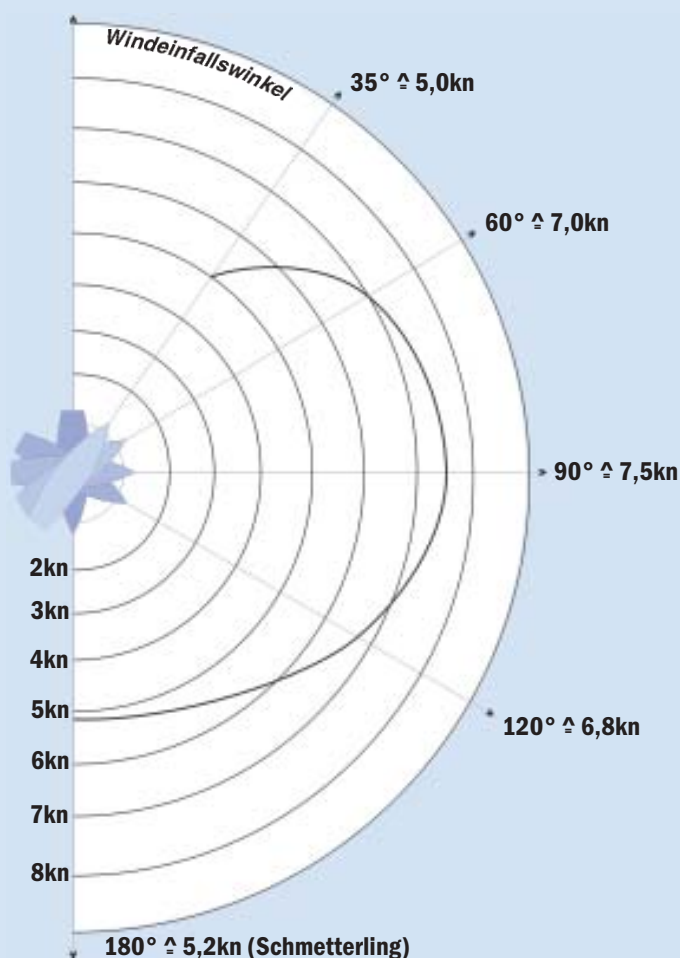 Windeinfallswinkel
35° ≙ 5,0kn
60° ≙ 7,0kn
90° ≙ 7,5kn
2kn
3kn
4kn
5kn
120° ≙ 6,8kn
6kn
7kn
8kn
180° ≙ 5,2kn (Schmetterling)